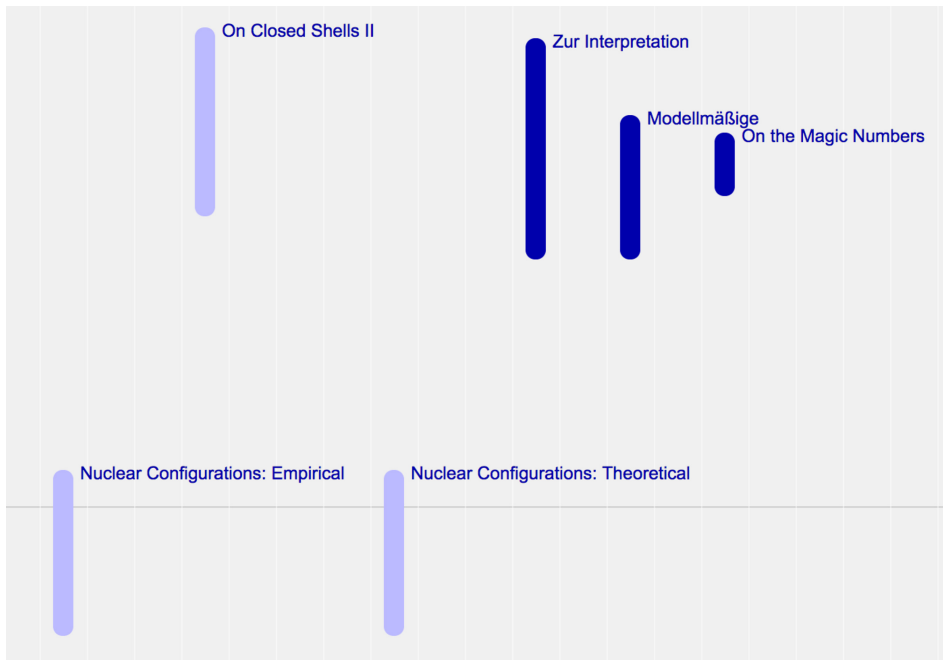 On Closed Shells II
Zur Interpretation
Modellmäßige
On the Magic Numbers
Nuclear Configurations: Empirical
Nuclear Configurations: Theoretical